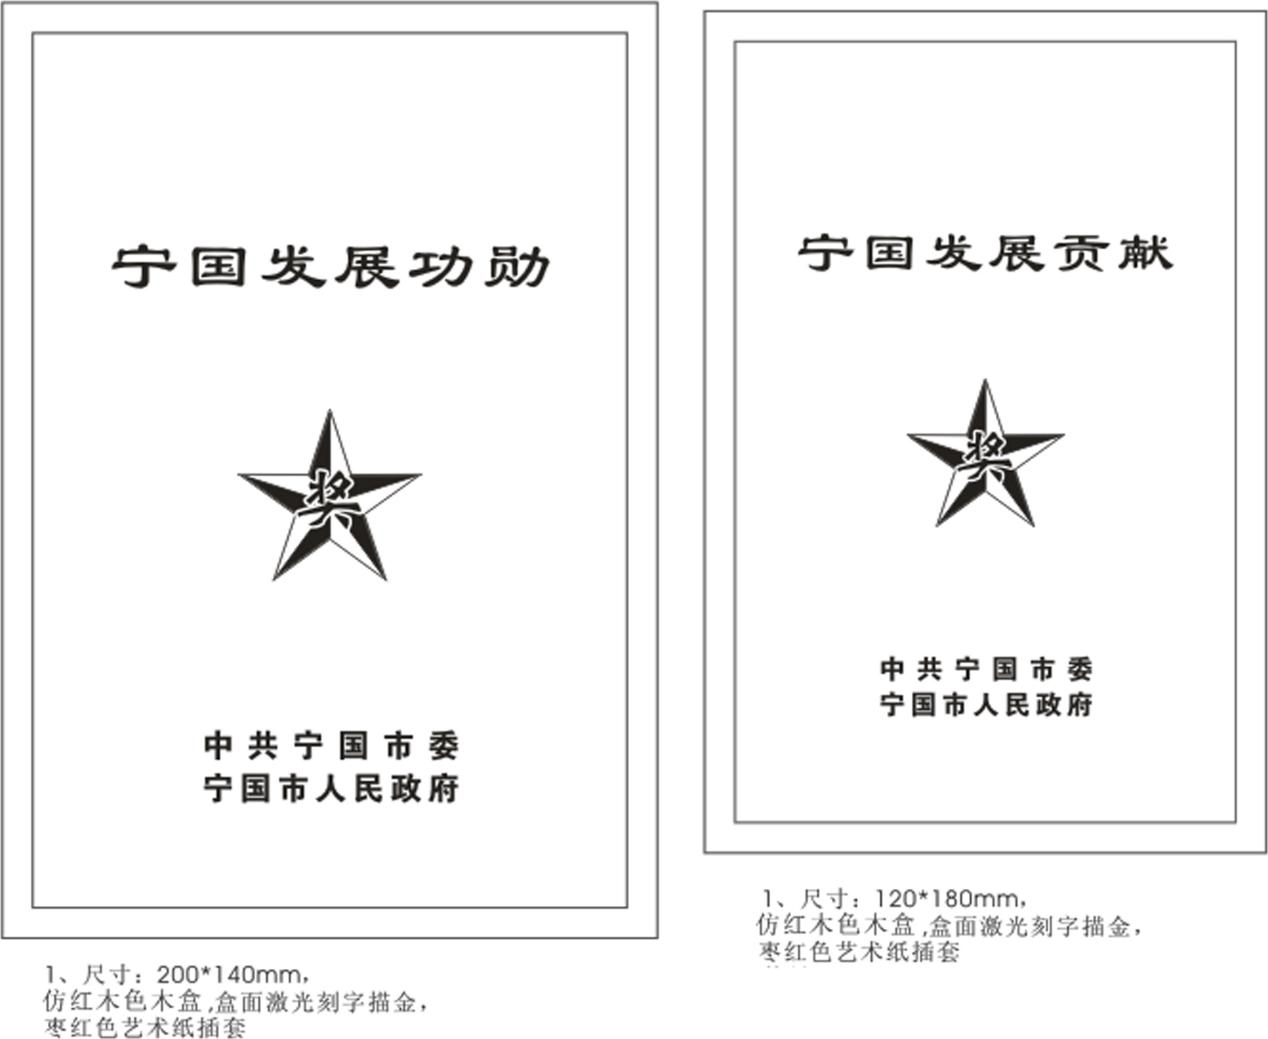 宁国发展功勋
奖
中共宁国市委
宁国市人民政府
1、尺寸：200*140mm，
仿红木色木盒,盒面激光刻字描金，
枣红色艺术纸插套
宁国发展贡献
奖
中共宁国市委
宁国市人民政府
1、尺寸：120*180mm，
仿红木色木盒,盒面激光刻字描金，
枣红色艺术纸插套